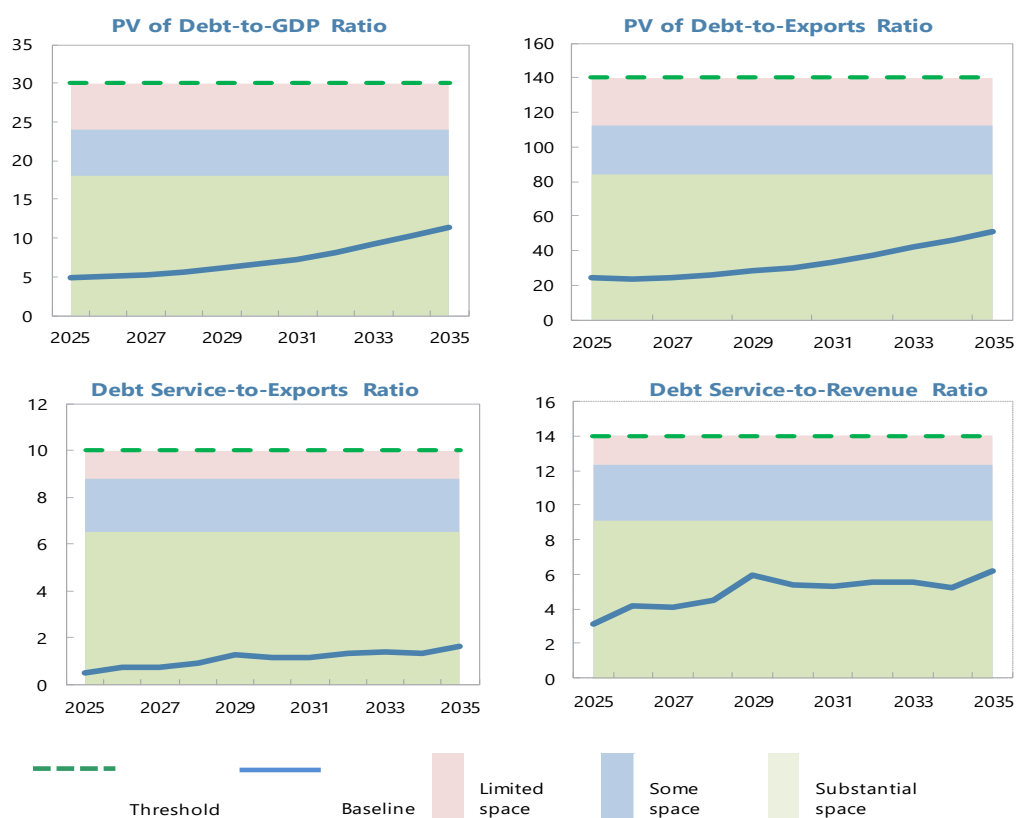 PV of Debt-to-GDP Ratio
35
30
25
20
15
10
5
0
2025 2027 2029 2031 2033 2035
PV of Debt-to-Exports Ratio
160
140
120
100
80
60
40
20
0
2025 2027 2029 2031 2033 2035
Debt Service-to-Exports Ratio
12
10
8
6
4
2
0
2025 2027 2029 2031 2033 2035
Debt Service-to-Revenue Ratio
16
14
12
10
8
6
4
2
0
2025 2027 2029 2031 2033 2035
Threshold
Baseline
Limited
space
Some
space
Substantial
space